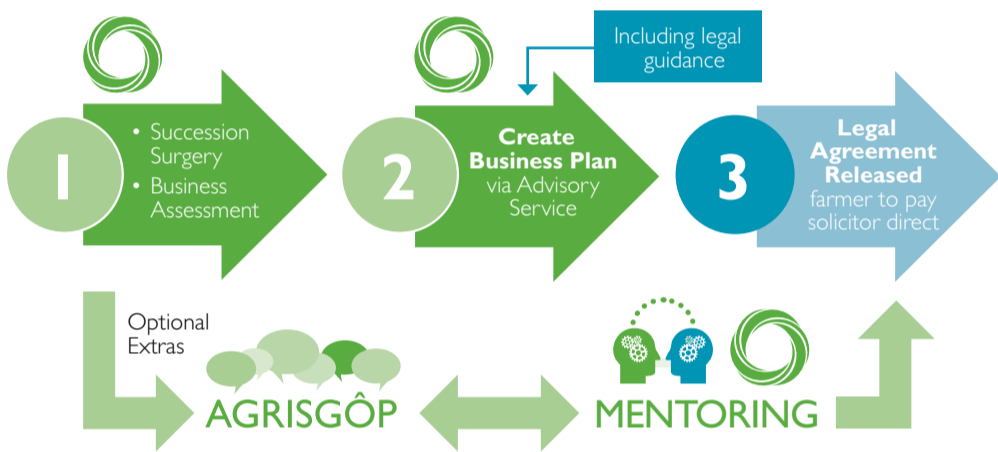 1
• Succession
Surgery
• Business
Assessment
2
Including legal
guidance
Create
Business Plan
via Advisory
Service
3
Legal
Agreement
Released
farmer to pay
solicitor direct
Optional
Extras
AGRISGÔP
MENTORING